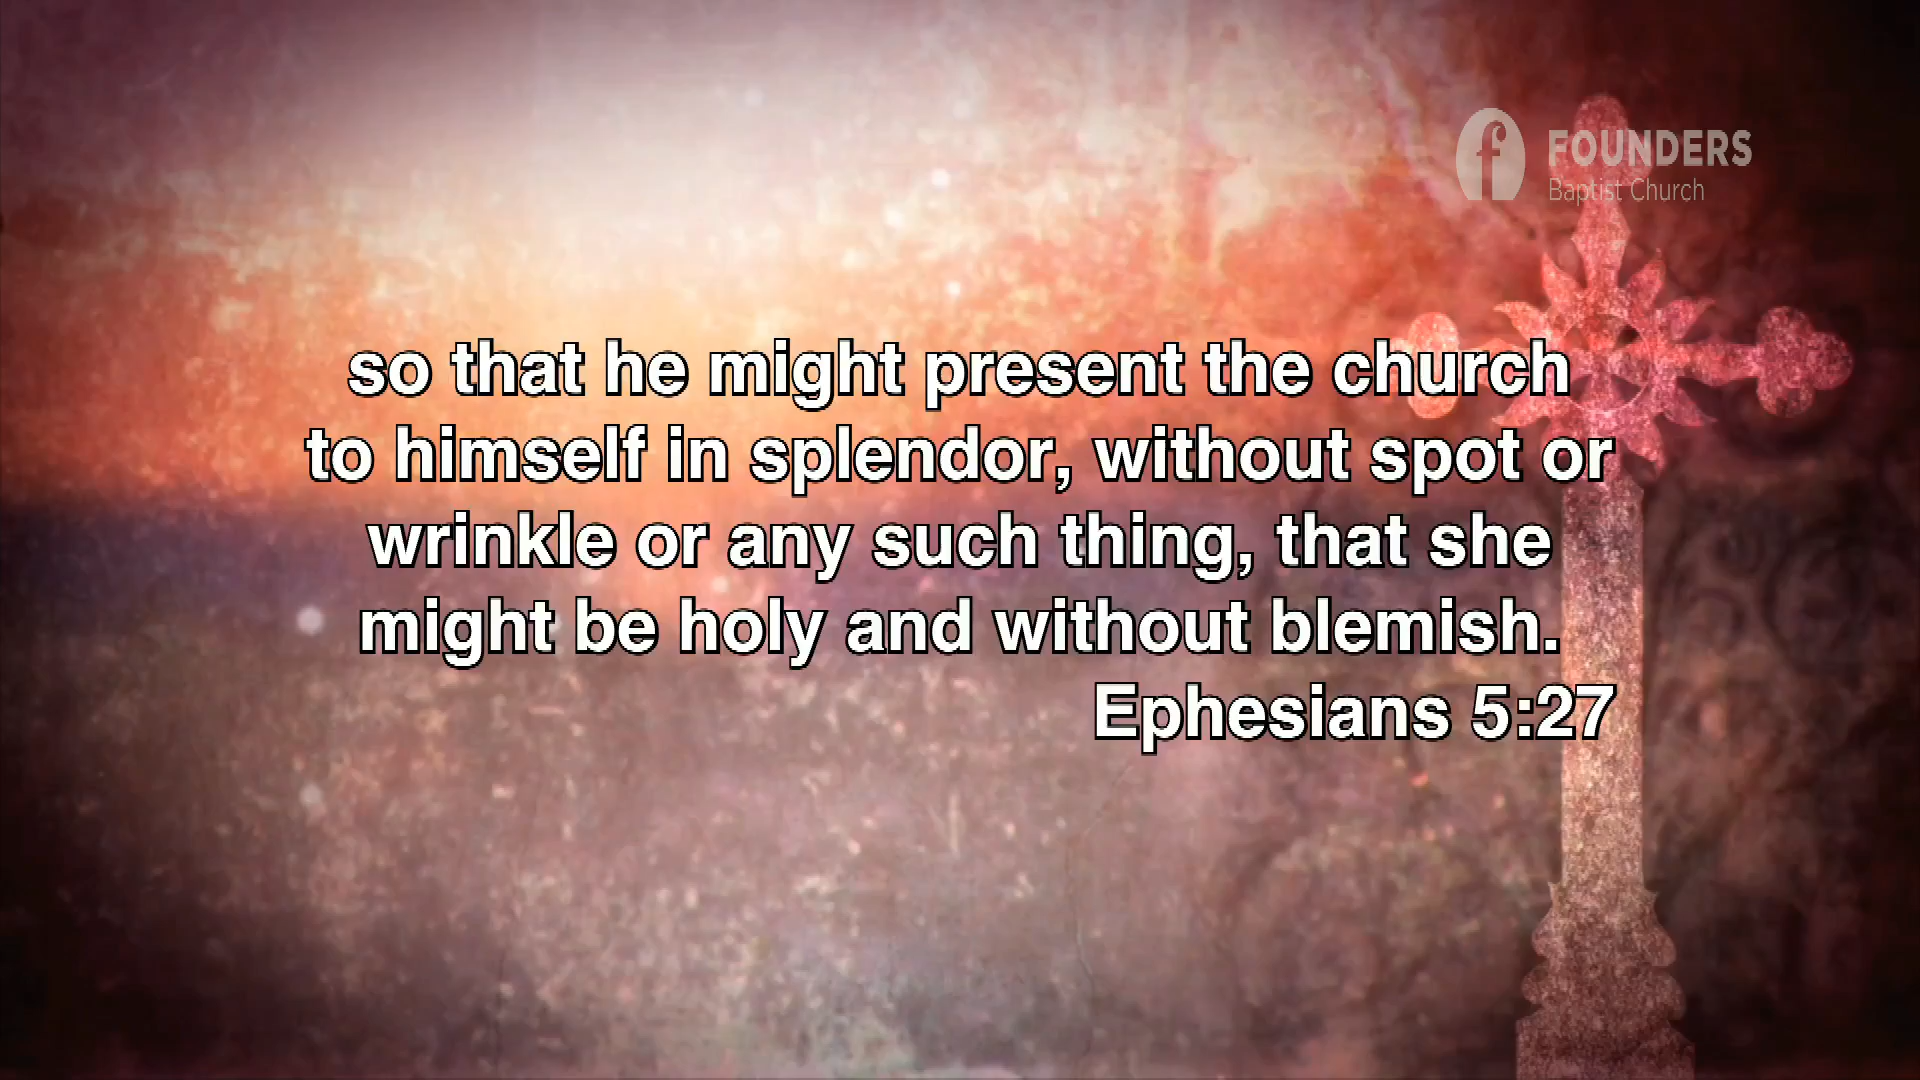 FOUNDERS
Baptist Church
so that he might present the church
to himself in splendor, without spot or
wrinkle or any such thing, that she
might be holy and without blemish.
Ephesians 5:27